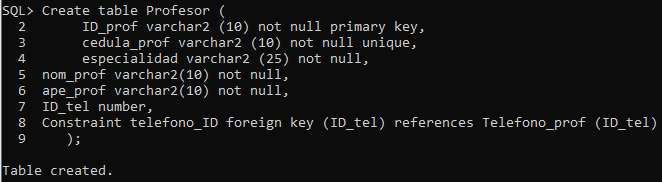 SQL> Create table Profesor (
  2       ID_prof varchar2 (10) not null primary key,
  3       cedula_prof varchar2 (10) not null unique,
  4       especialidad varchar2 (25) not null,
  5  nom_prof varchar2(10) not null,
  6  ape_prof varchar2(10) not null,
  7  ID_tel number,
  8  Constraint telefono_ID foreign key (ID_tel) references Telefono_prof (ID_tel)
  9     );
Table created.